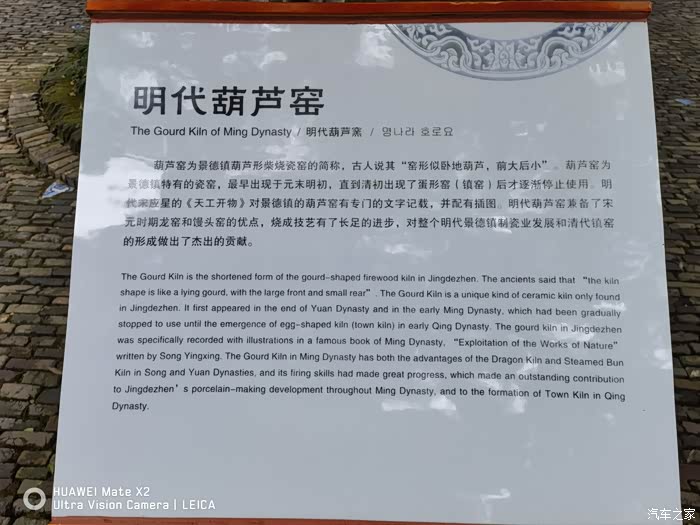 明代葫芦窑
The Gourd Kiln of Ming Dynasty / 明代葫芦窯 / 명나라 호로요
葫芦窑为景德镇葫芦形柴烧瓷窑的简称，古人说其“窑形似卧地葫芦，前大后小”。葫芦窑为
景德镇特有的瓷窑，最早出现于元末明初，直到清初出现了蛋形窑（镇窑）后才逐渐停止使用。明
代宋应星的《天工开物》对景德镇的葫芦窑有专门的文字记载，并配有插图。明代葫芦窑兼备了宋
元时期龙窑和馒头窑的优点，烧成技艺有了长足的进步，对整个明代景德镇制瓷业发展和清代镇窑
的形成做出了杰出的贡献。
The Gourd Kiln is the shortened form of the gourd-shaped firewood kiln in Jingdezhen. The ancients said that “the kiln
shape is like a lying gourd, with the large front and small rear”. The Gourd Kiln is a unique kind of ceramic kiln only found
in Jingdezhen. It first appeared in the end of Yuan Dynasty and in the early Ming Dynasty, which had been gradually
stopped to use until the emergence of egg-shaped kiln (town kiln) in early Qing Dynasty. The gourd kiln in Jingdezhen
was specifically recorded with illustrations in a famous book of Ming Dynasty, “Exploitation of the Works of Nature”
written by Song Yingxing. The Gourd Kiln in Ming Dynasty has both the advantages of the Dragon Kiln and Steamed Bun
Kiln in Song and Yuan Dynasties, and its firing skills had made great progress, which made an outstanding contribution
to Jingdezhen's porcelain-making development throughout Ming Dynasty, and to the formation of Town Kiln in Qing
Dynasty.
HUAWEI Mate X2
Ultra Vision Camera | LEICA
汽车之家